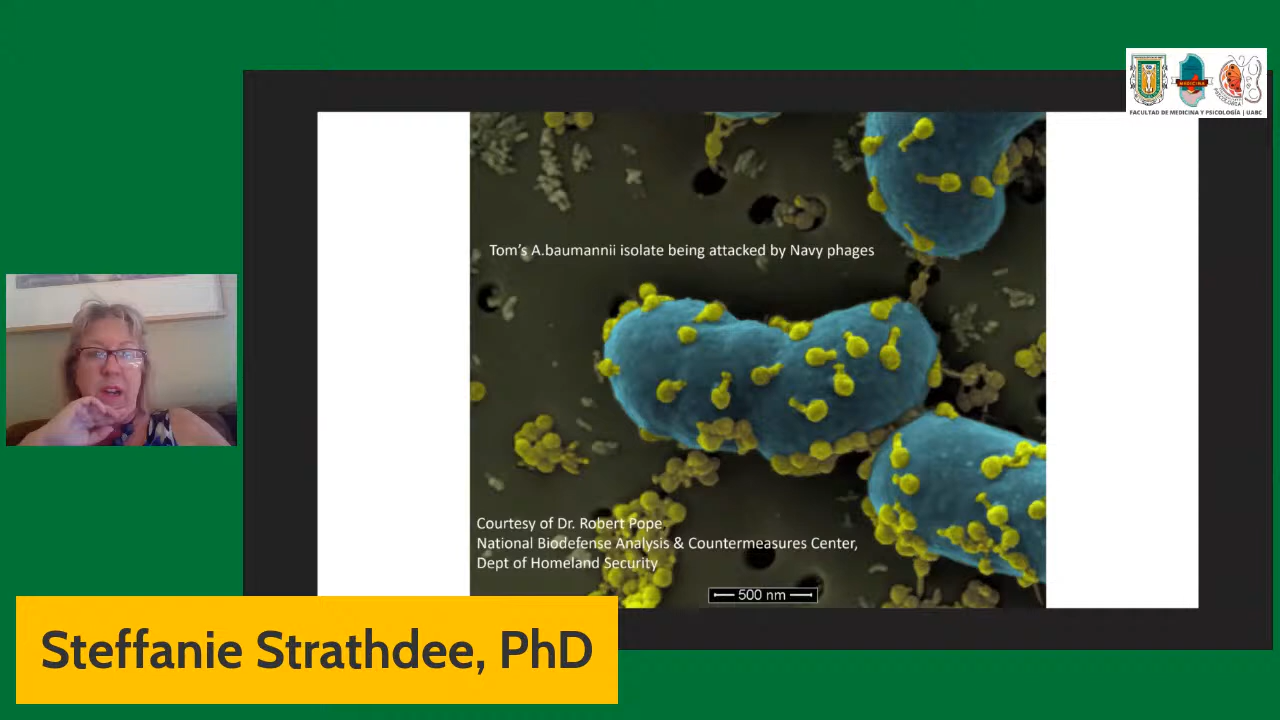 MEDICINA
FACULTAD DE MEDICINA Y PSICOLOGÍA | UABC
Tom's A.baumannii isolate being attacked by Navy phages
Courtesy of Dr. Robert Pope
National Biodefense Analysis & Countermeasures Center,
Dept of Homeland Security
500 nm
Steffanie Strathdee, PhD